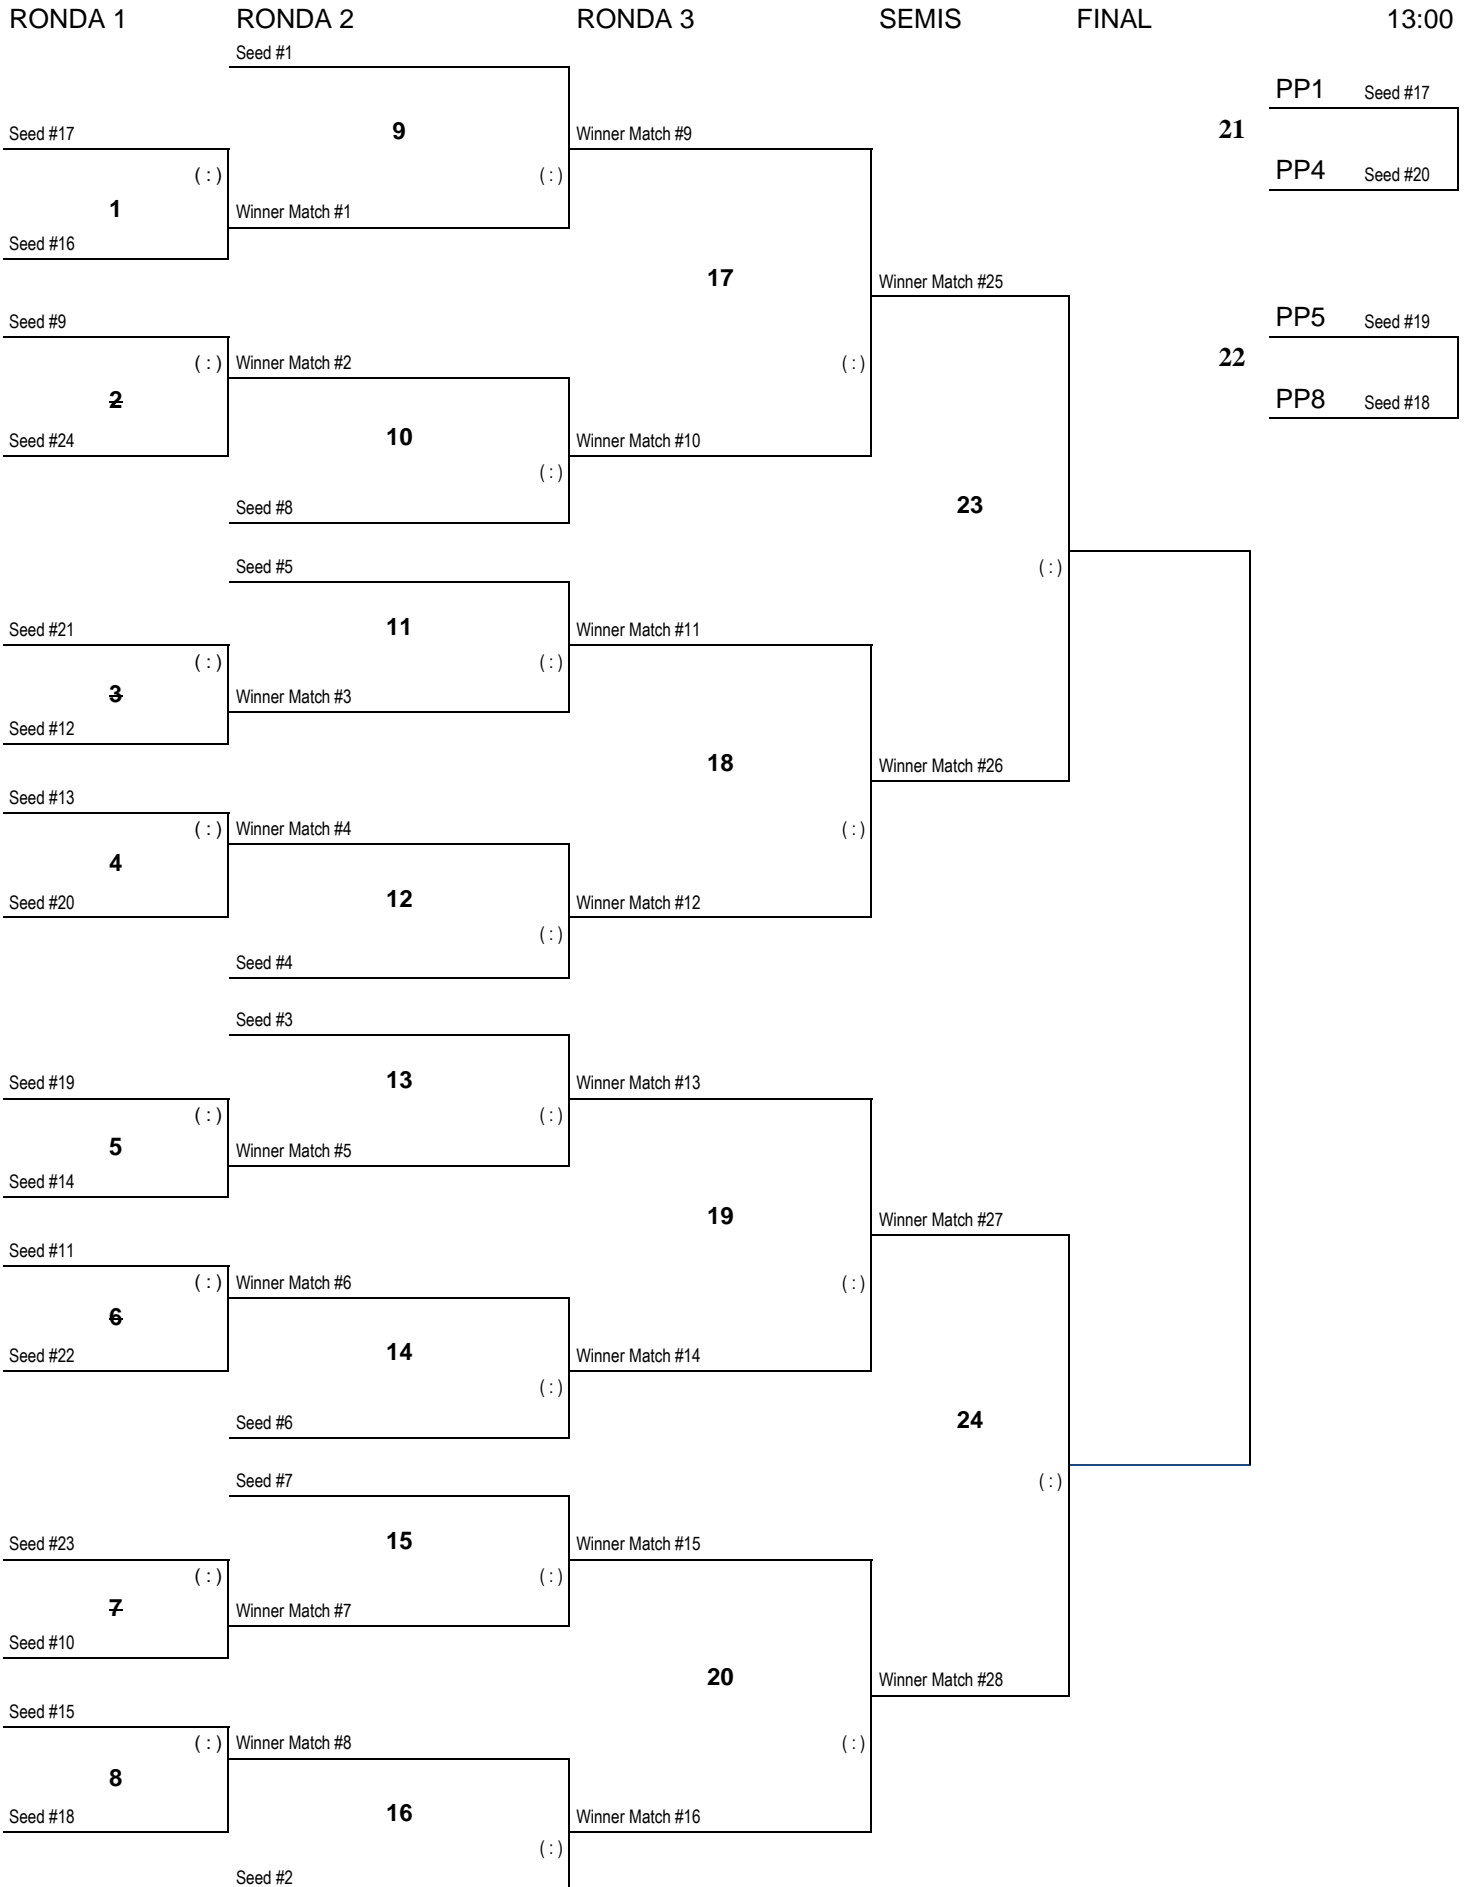 RONDA 1 RONDA 2 RONDA 3 SEMIS FINAL 13:00
Seed #1
PP1 Seed #17
Seed #17 9 Winner Match #9 21
( : ) ( : ) PP4 Seed #20
1 Winner Match #1
Seed #16
17 Winner Match #25
Seed #9 PP5 Seed #19
( : ) Winner Match #2 ( : ) 22
2 PP8 Seed #18
Seed #24 10 Winner Match #10
( : )
Seed #8 23
Seed #5 ( : )
Seed #21 11 Winner Match #11
( : ) ( : )
3 Winner Match #3
Seed #12
18 Winner Match #26
Seed #13
( : ) Winner Match #4 ( : )
4
Seed #20 12 Winner Match #12
( : )
Seed #4
Seed #3
Seed #19 13 Winner Match #13
( : ) ( : )
5 Winner Match #5
Seed #14
19 Winner Match #27
Seed #11
( : ) Winner Match #6 ( : )
6
Seed #22 14 Winner Match #14
( : )
Seed #6 24
Seed #7 ( : )
Seed #23 15 Winner Match #15
( : ) ( : )
7 Winner Match #7
Seed #10
20 Winner Match #28
Seed #15
( : ) Winner Match #8 ( : )
8
Seed #18 16 Winner Match #16
( : )
Seed #2